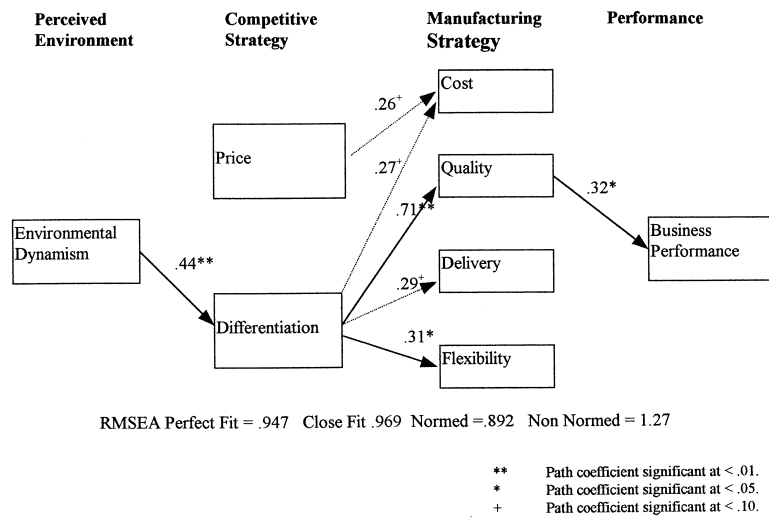 Perceived
Environment
Competitive
Strategy
Manufacturing
Strategy
Performance
Cost
.26+
Price
.27+
Quality
.32*
.71**
Environmental
Dynamism
Business
Performance
.44**
Delivery
.29+
Differentiation
.31*
Flexibility
RMSEA Perfect Fit = .947 Close Fit .969 Normed =.892 Non Normed = 1.27
** Path coefficient significant at < .01.
* Path coefficient significant at < .05.
+ Path coefficient significant at < .10.